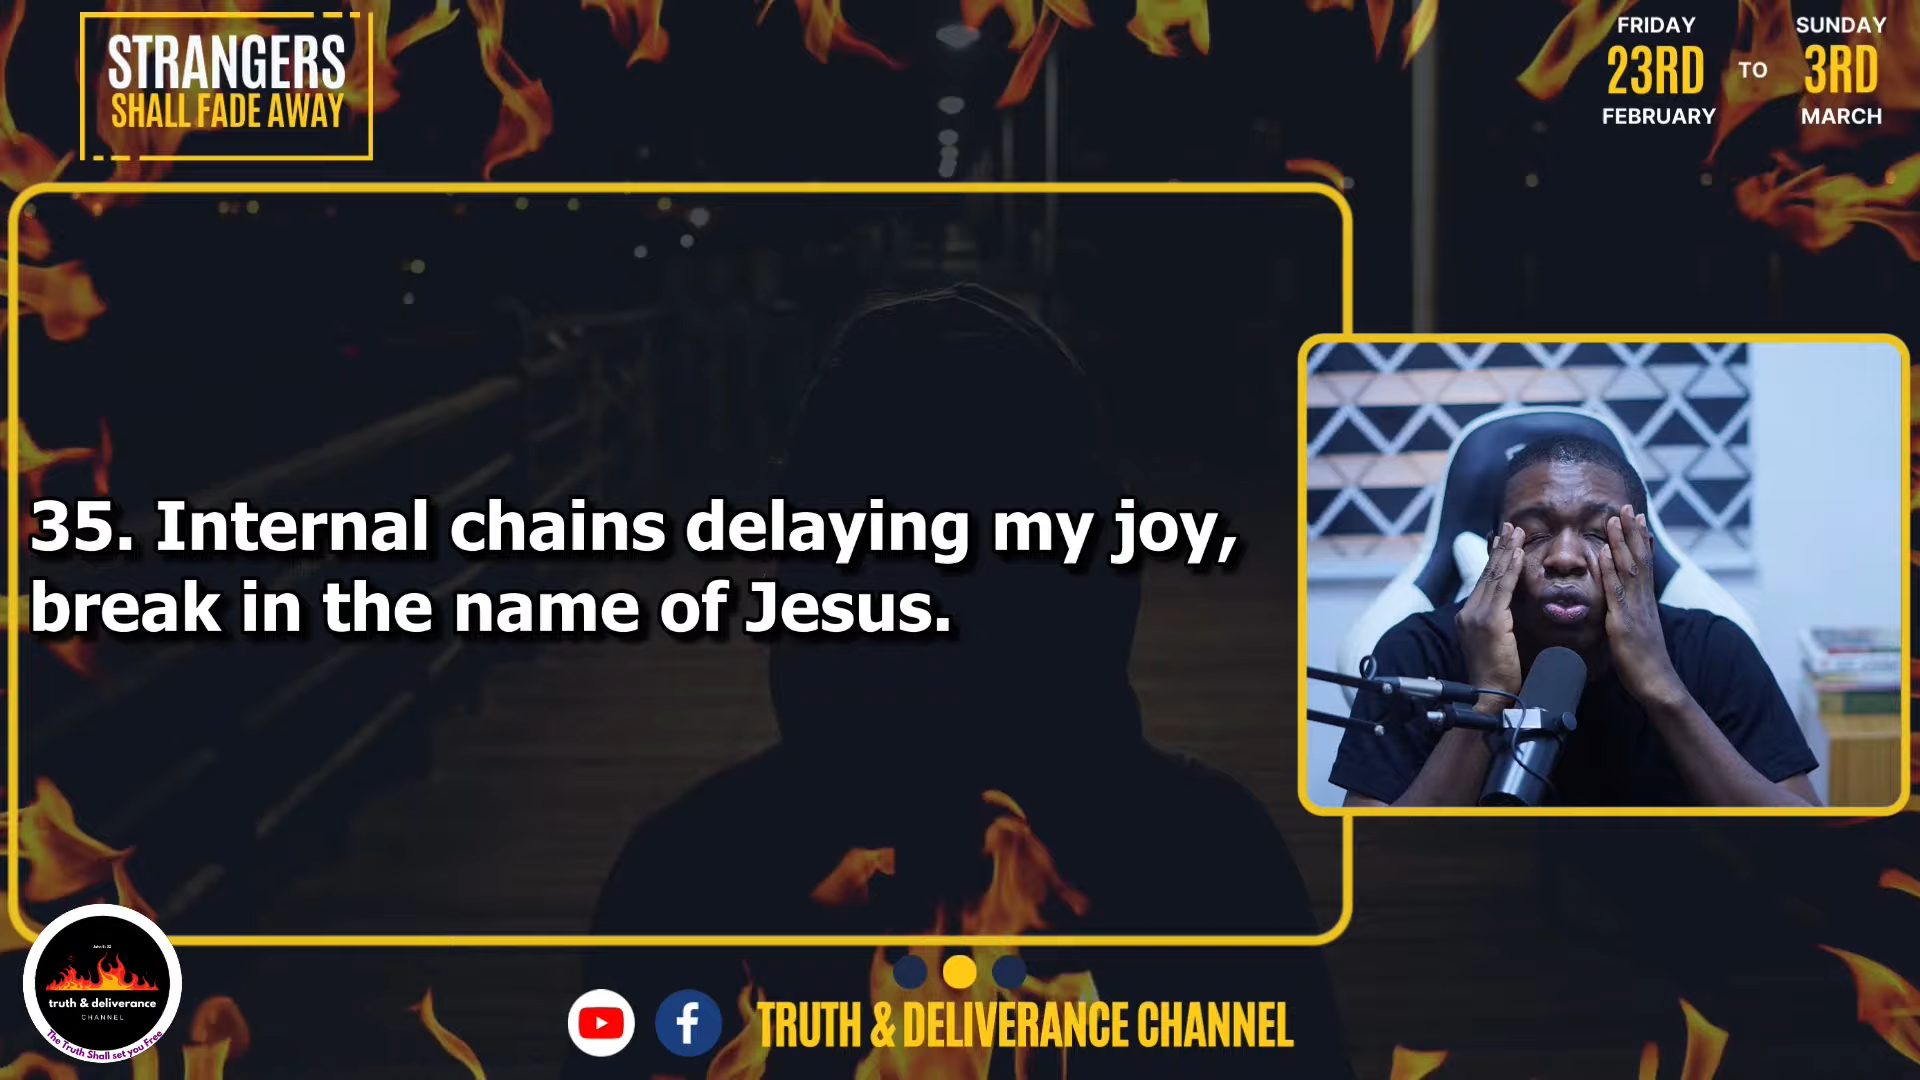 STRANGERS
SHALL FADE AWAY
FRIDAY
23RD
FEBRUARY
TO
SUNDAY
3RD
MARCH
35. Internal chains delaying my joy,
break in the name of Jesus.
truth & deliverance
CHANNEL
The Truth Shall set you Free
TRUTH & DELIVERANCE CHANNEL